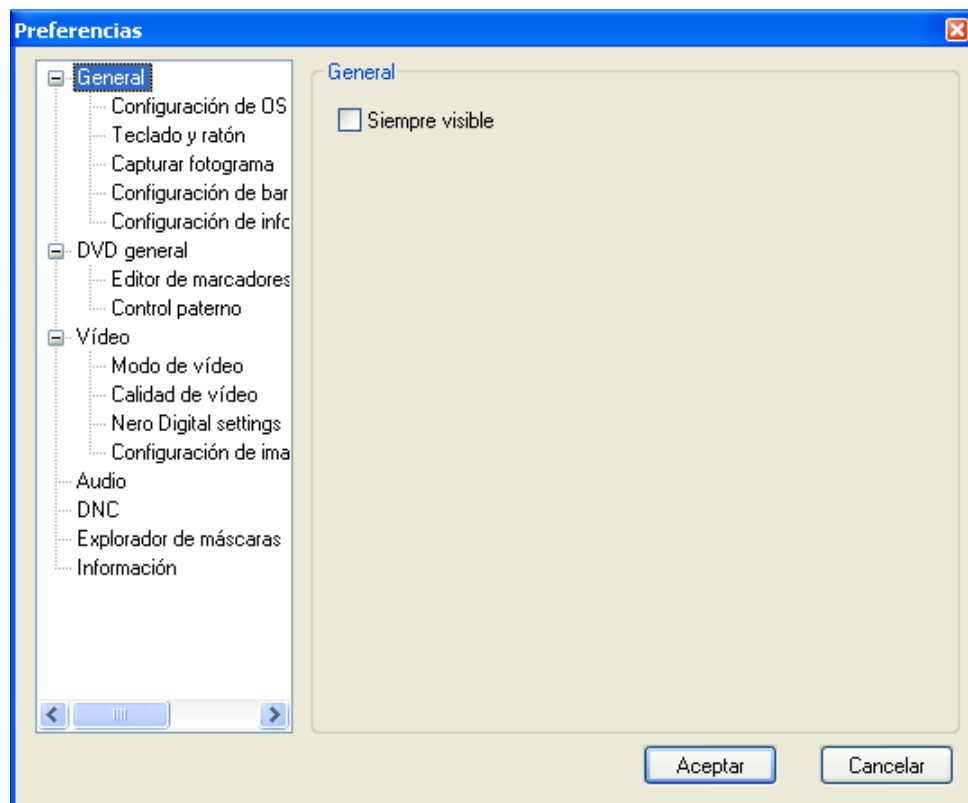 Preferencias
General
Configuración de OS
Teclado y ratón
Capturar fotograma
Configuración de bar
Configuración de info
DVD general
Editor de marcadores
Control paterno
Vídeo
Modo de vídeo
Calidad de vídeo
Nero Digital settings
Configuración de ima
Audio
DNC
Explorador de máscaras
Información
General
Siempre visible
Aceptar
Cancelar